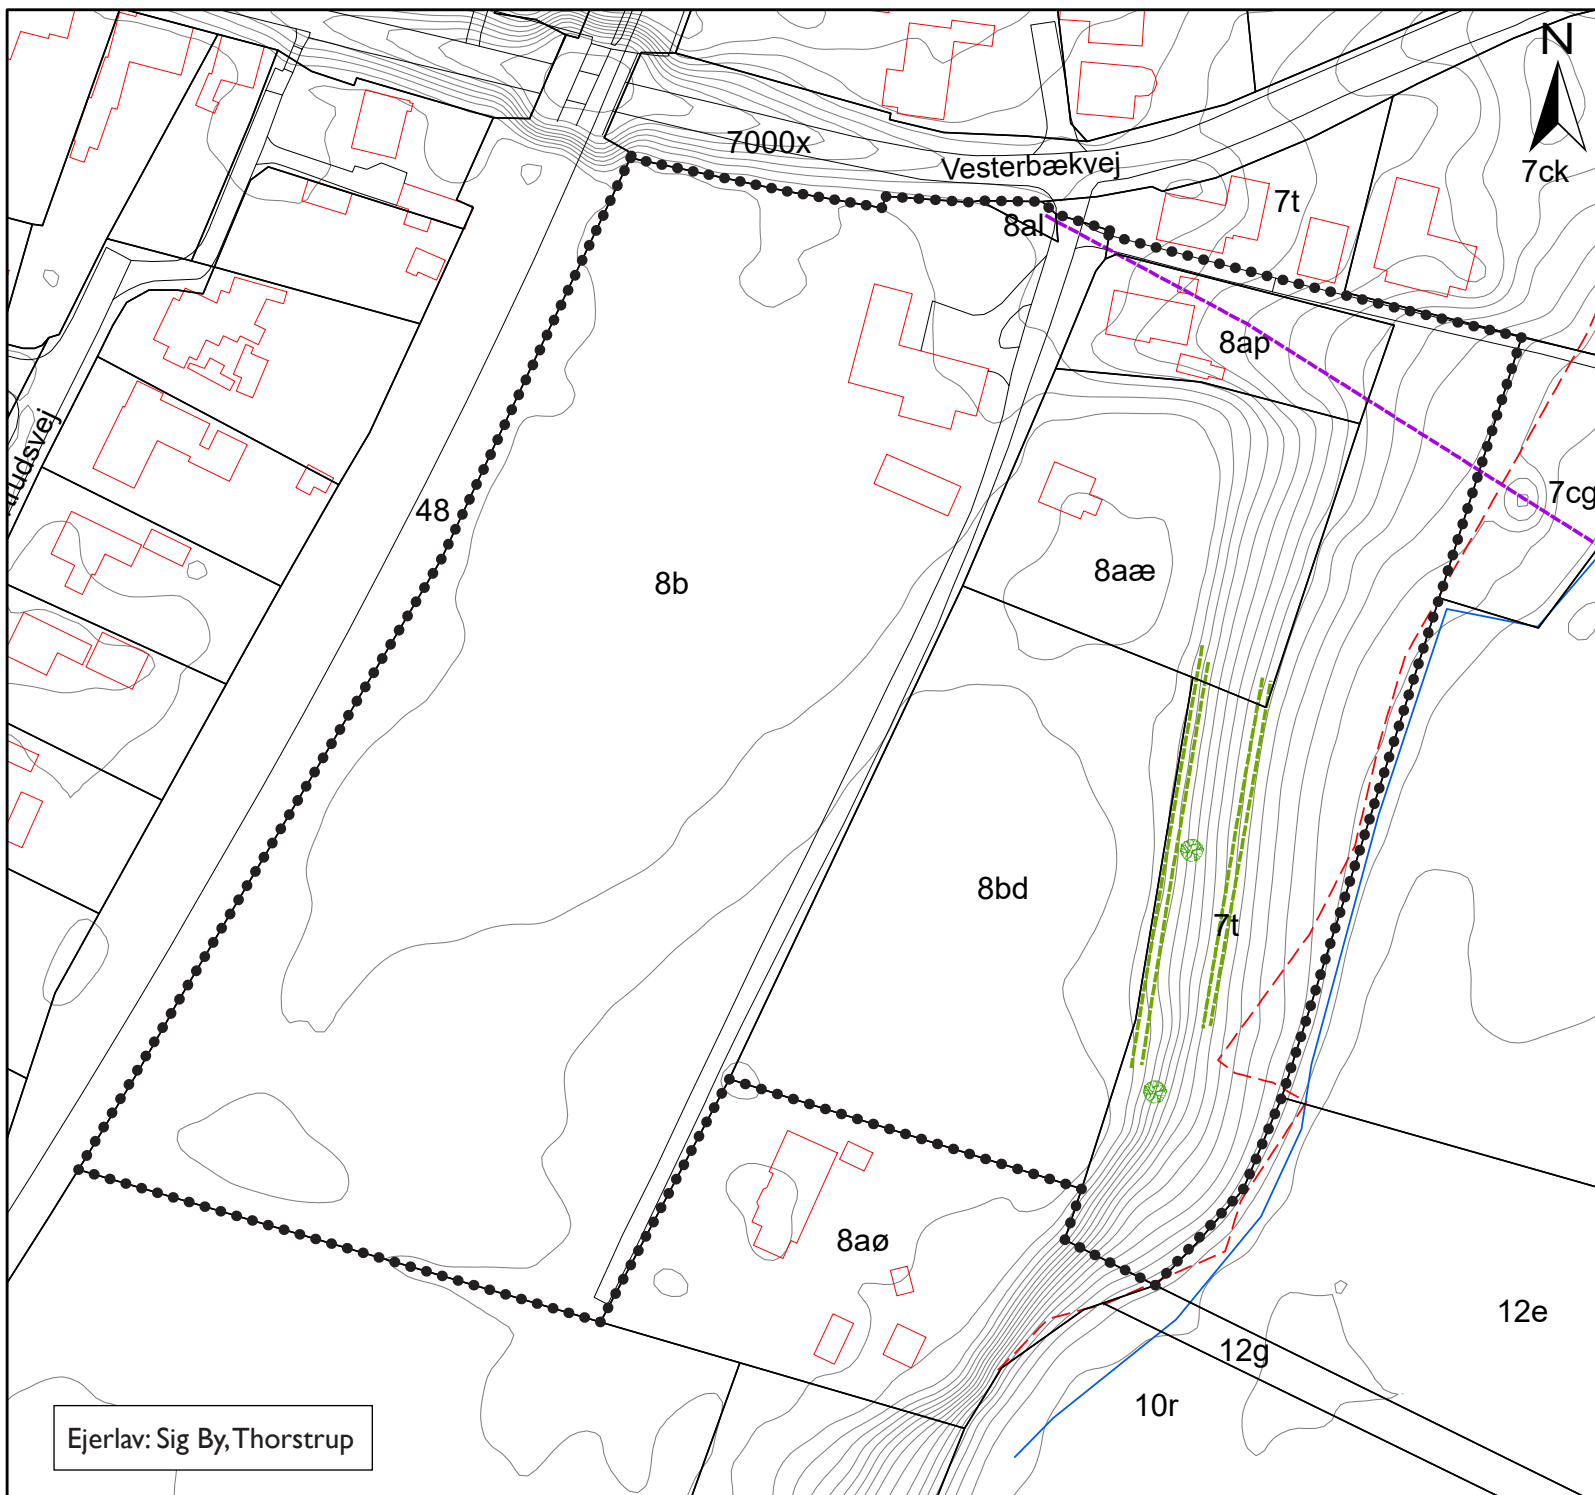 N
7000x
Vesterbækvej
7ck
7t
8al
8ap
trudsvej
7cg
48
8b
8aæ
8bd
7t
8aø
12e
12g
10r
Ejerlav: Sig By, Thorstrup